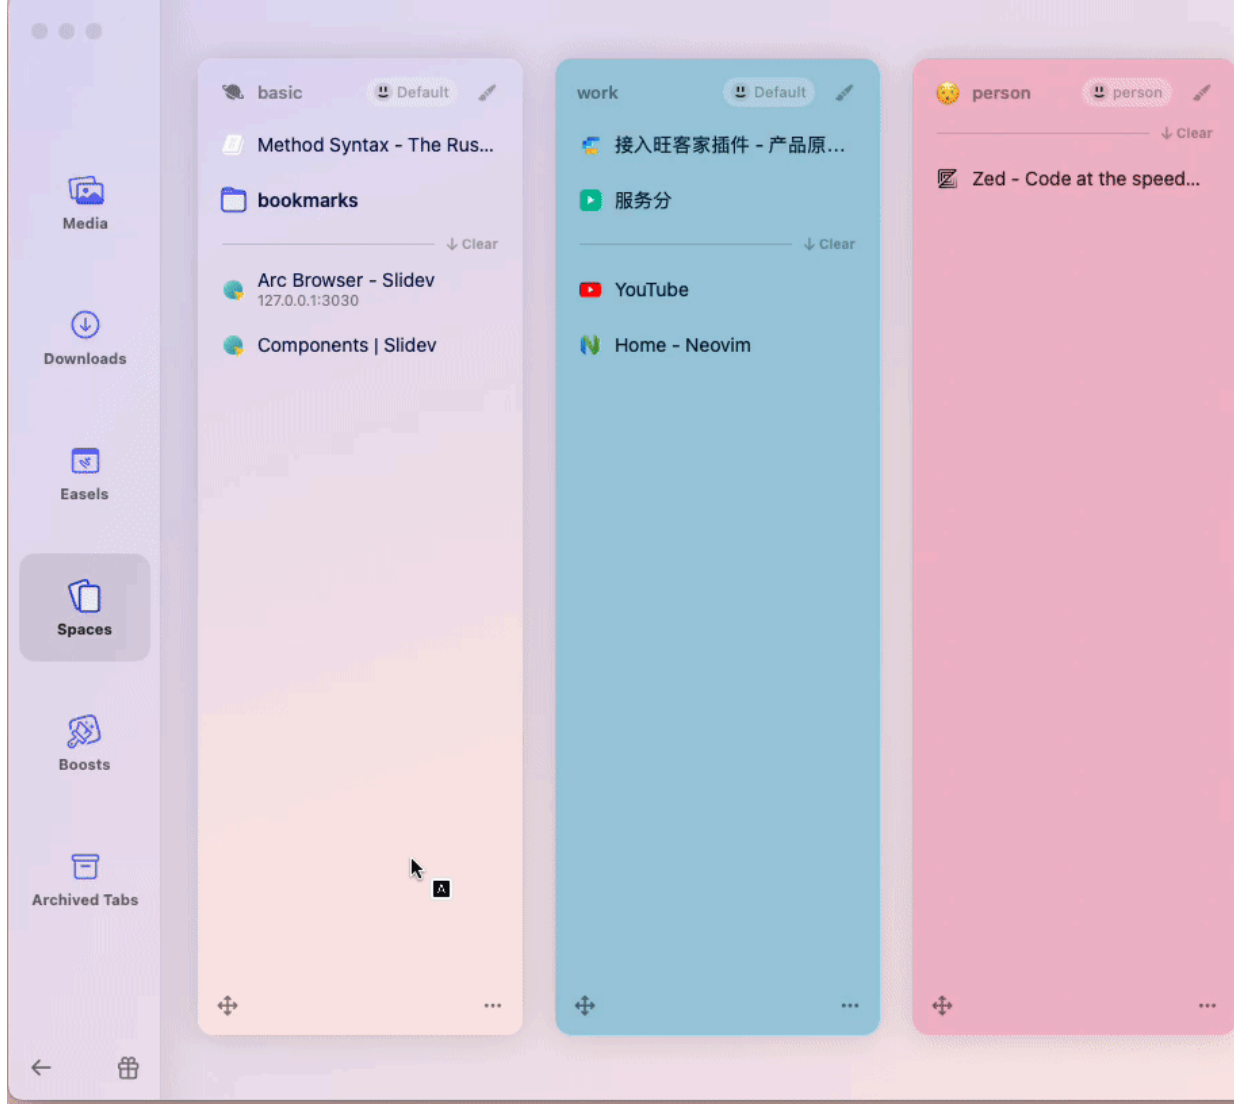 Media
Downloads
Easels
Spaces
Boosts
Archived Tabs
basic
Default
Method Syntax - The Rus...
bookmarks
Clear
Arc Browser - Slidev
127.0.0.1:3030
Components | Slidev
work
Default
接入旺客家插件 - 产品原...
服务分
Clear
YouTube
Home - Neovim
person
person
Clear
Zed - Code at the speed...
A